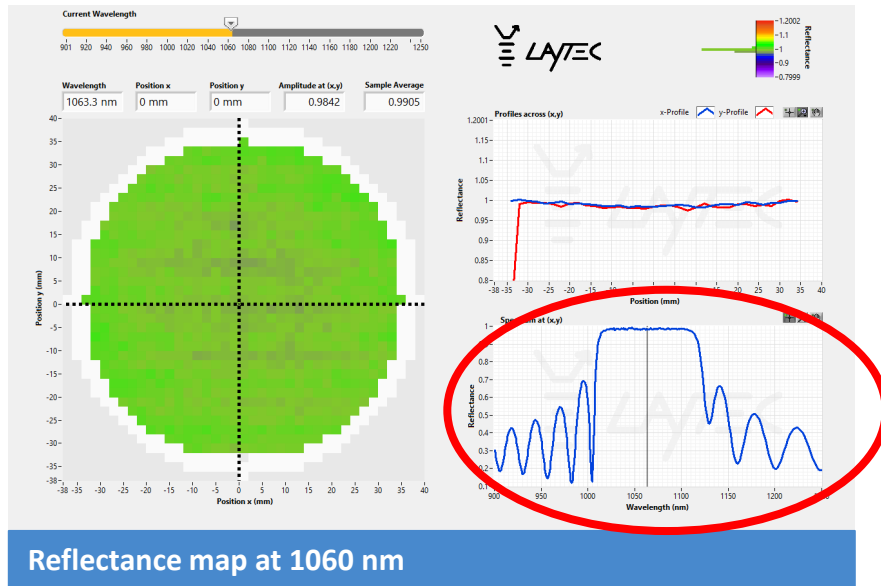 Current Wavelength
901 920 940 960 980 1000 1020 1040 1060 1080 1100 1120 1140 1160 1180 1200 1220 1250
LAYTEC
1.2002
1.1
1
0.9
0.7999
Reflectance
Wavelength Position x Position y Amplitude at (x,y) Sample Average
1063.3 nm 0 mm 0 mm 0.9842 0.9905
40
35
30
25
20
15
10
5
0
-5
-10
-15
-20
-25
-30
-35
-38
Position y (mm)
-38 -35 -30 -25 -20 -15 -10 -5 0 5 10 15 20 25 30 35 40
Position x (mm)
Profiles across (x,y) x-Profile y-Profile
1.2001
1.15
1.1
1.05
1
0.95
0.9
0.85
0.8
Reflectance
-38 -35 -30 -25 -20 -15 -10 -5 0 5 10 15 20 25 30 35 40
Position (mm)
at (x,y)
1
0.8
0.7
0.6
0.5
0.4
0.3
0.2
0.1
Reflectance
900 950 1000 1050 1100 1150 1200
Wavelength (nm)
LAYTEC
LAYTEC
Reflectance map at 1060 nm